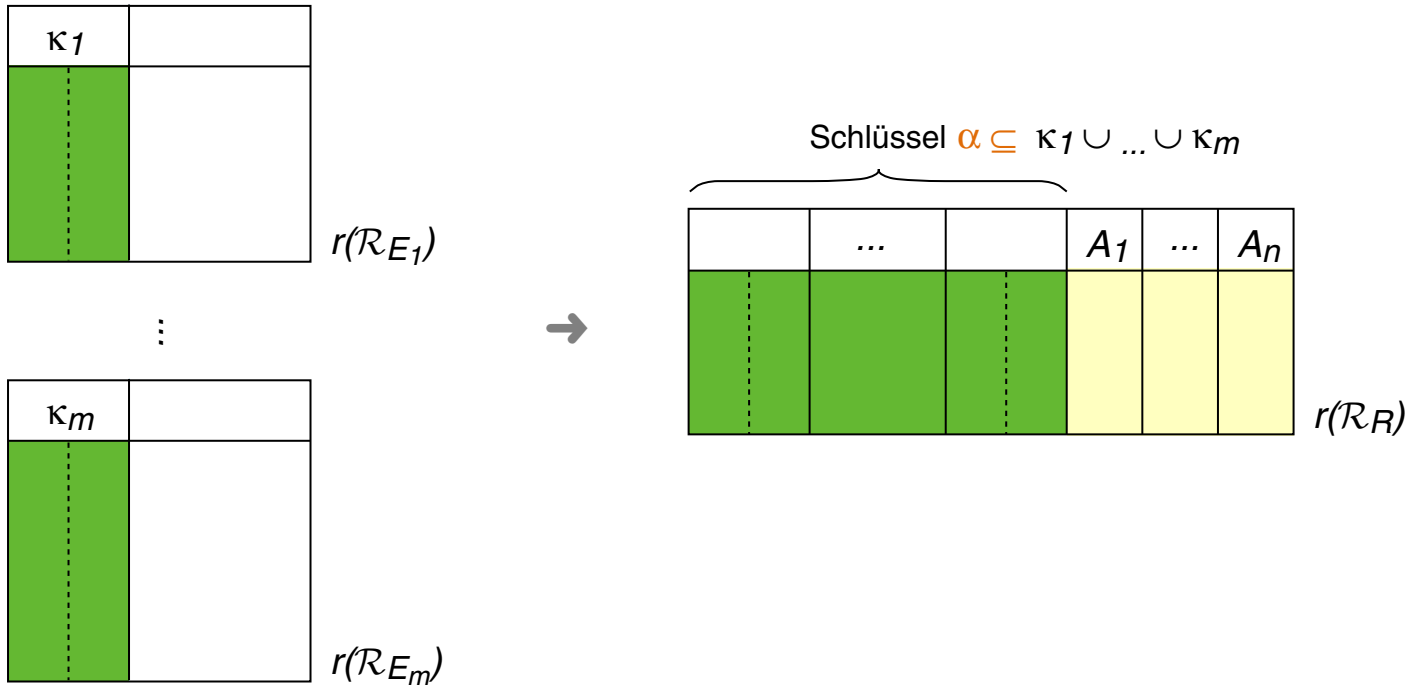 κ1
r(ℛE1)
...
κm
r(ℛEm)
➜
Schlüssel α ⊆ κ1 ∪ ... ∪ κm
... A1 ... An
r(ℛR)